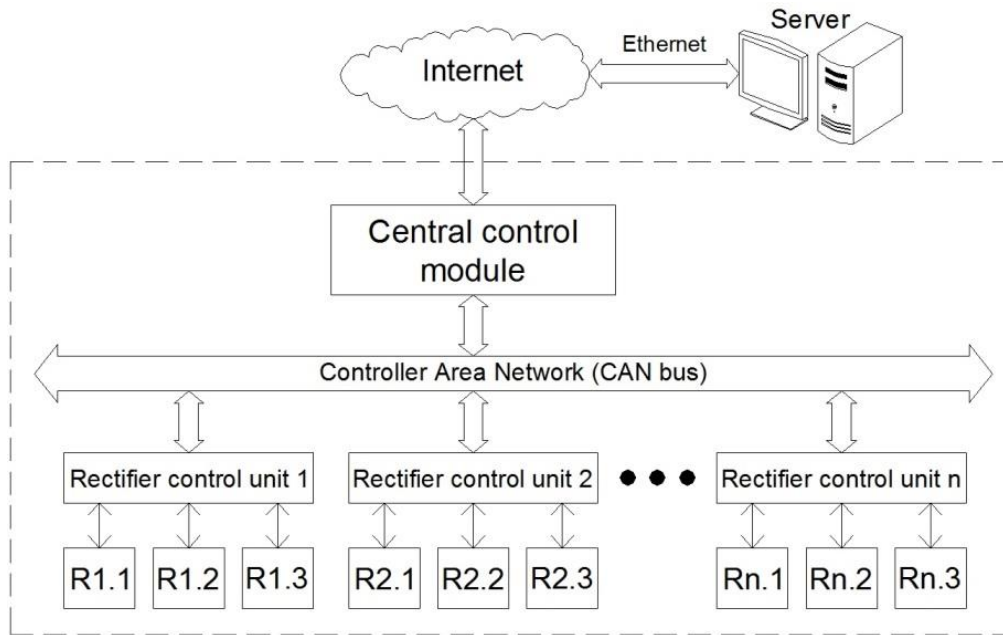 Server
Ethernet
Internet
Central control
module
Controller Area Network (CAN bus)
Rectifier control unit 1
Rectifier control unit 2
Rectifier control unit n
R1.1
R1.2
R1.3
R2.1
R2.2
R2.3
Rn.1
Rn.2
Rn.3